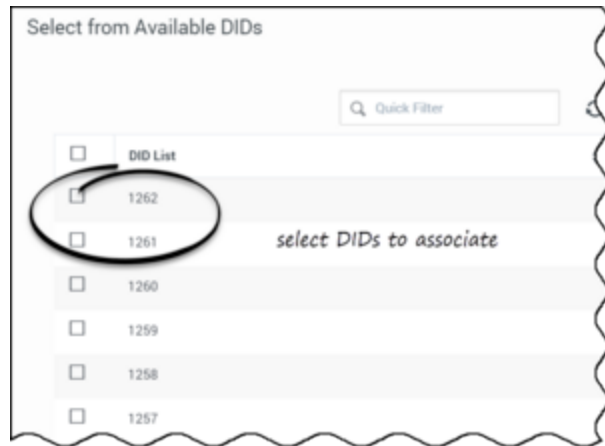 Select from Available DIDs
Quick Filter
DID List
1262
1261 select DIDs to associate
1260
1259
1258
1257